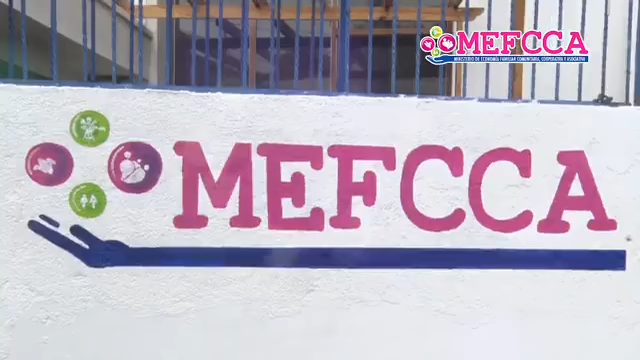 MEFCCA
MINISTERIO DE ECONOMÍA FAMILIAR COMUNITARIA, COOPERATIVA Y ASOCIATIVA
MEFCCA